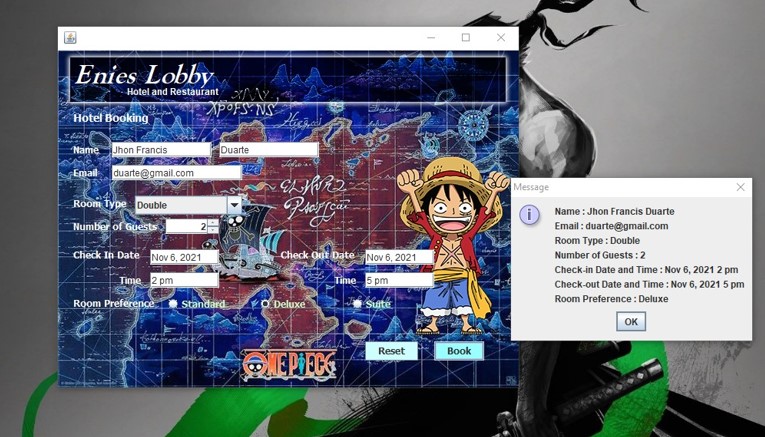 Enies Lobby
Hotel and Restaurant
Hotel Booking
Name Jhon Francis Duarte
Email duarte@gmail.com
Room Type Double
Number of Guests 2
Check In Date Nov 6, 2021 Check Out Date Nov 6, 2021
Time 2 pm Time 5 pm
Room Preference Standard Deluxe Suite
Reset Book
ONE PIECE
Message
Name : Jhon Francis Duarte
Email : duarte@gmail.com
Room Type : Double
Number of Guests : 2
Check-in Date and Time : Nov 6, 2021 2 pm
Check-out Date and Time : Nov 6, 2021 5 pm
Room Preference : Deluxe
OK